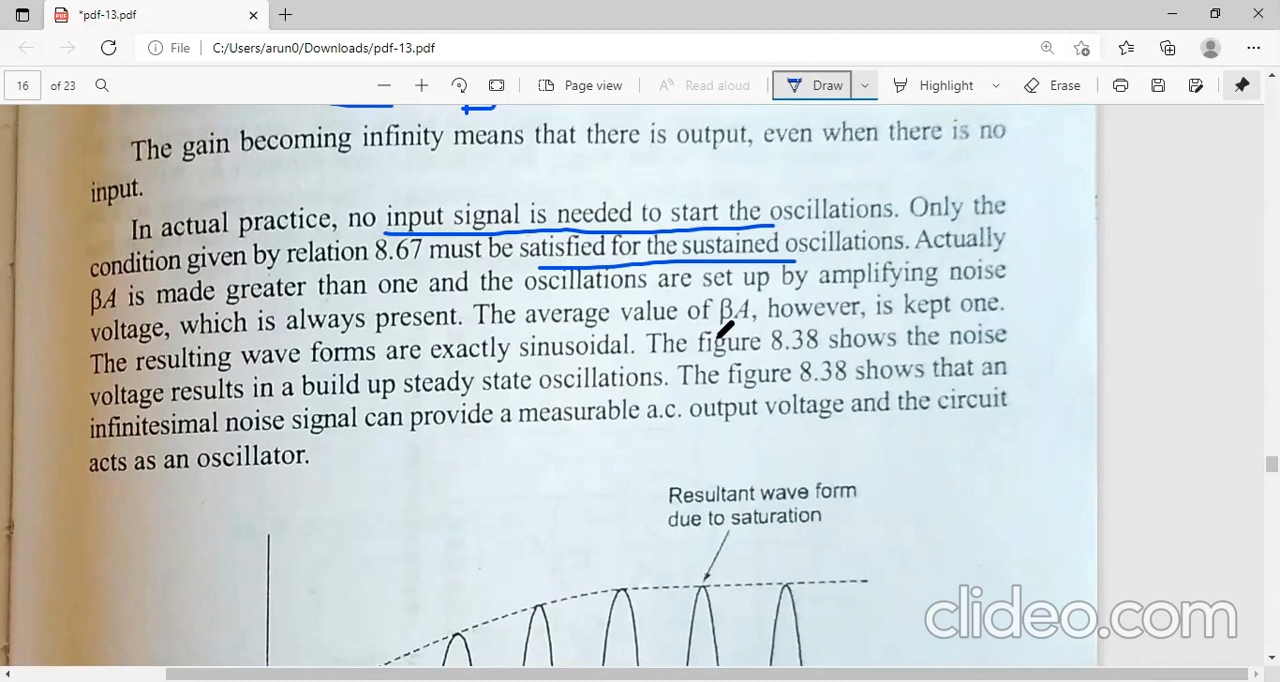 *pdf-13.pdf
File
C:/Users/arun0/Downloads/pdf-13.pdf
16 of 23
Page view
Read aloud
Draw
Highlight
Erase
The gain becoming infinity means that there is output, even when there is no
input.
In actual practice, no input signal is needed to start the oscillations. Only the
condition given by relation 8.67 must be satisfied for the sustained oscillations. Actually
βA is made greater than one and the oscillations are set up by amplifying noise
voltage, which is always present. The average value of βA, however, is kept one.
The resulting wave forms are exactly sinusoidal. The figure 8.38 shows the noise
voltage results in a build up steady state oscillations. The figure 8.38 shows that an
infinitesimal noise signal can provide a measurable a.c. output voltage and the circuit
acts as an oscillator.
Resultant wave form
due to saturation
clideo.com